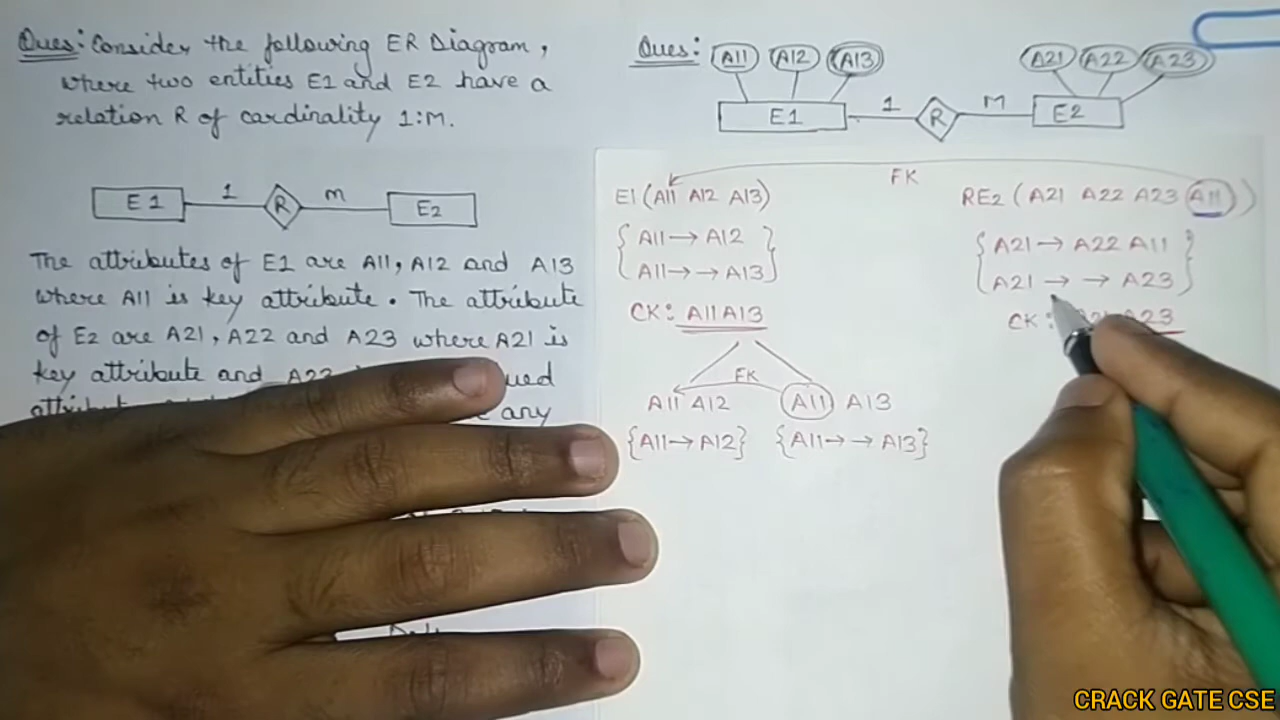 Ques: Consider the following ER Diagram,
where two entities E1 and E2 have a
relation R of cardinality 1:M.
E1 1 R m E2
The attributes of E1 are A11, A12 and A13
where A11 is key attribute. The attribute
of E2 are A21, A22 and A23 where A21 is
key attribute and
any
Ques: A11 A12 A13 A21 A22 A23
E1 1 R M E2
FK
E1 (A11 A12 A13)
{ A11 → A12 }
A11 → → A13
CK: A11 A13
FK
A11 A12 A11 A13
{A11 → A12} {A11 → → A13}
RE2 ( A21 A22 A23 A11 )
{ A21 → A22 A11 }
A21 → → A23
CK: A23
CRACK GATE CSE